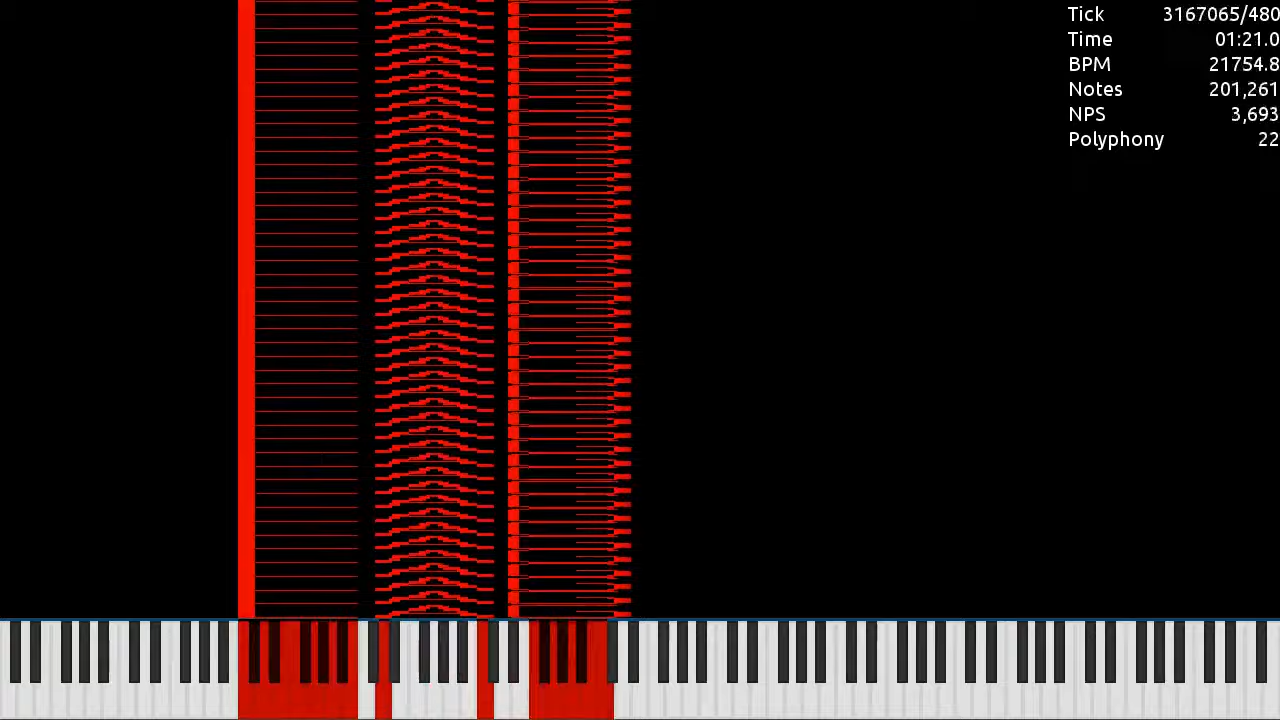 Tick 3167065/480
Time 01:21.0
BPM 21754.8
Notes 201,261
NPS 3,693
Polyphony 22